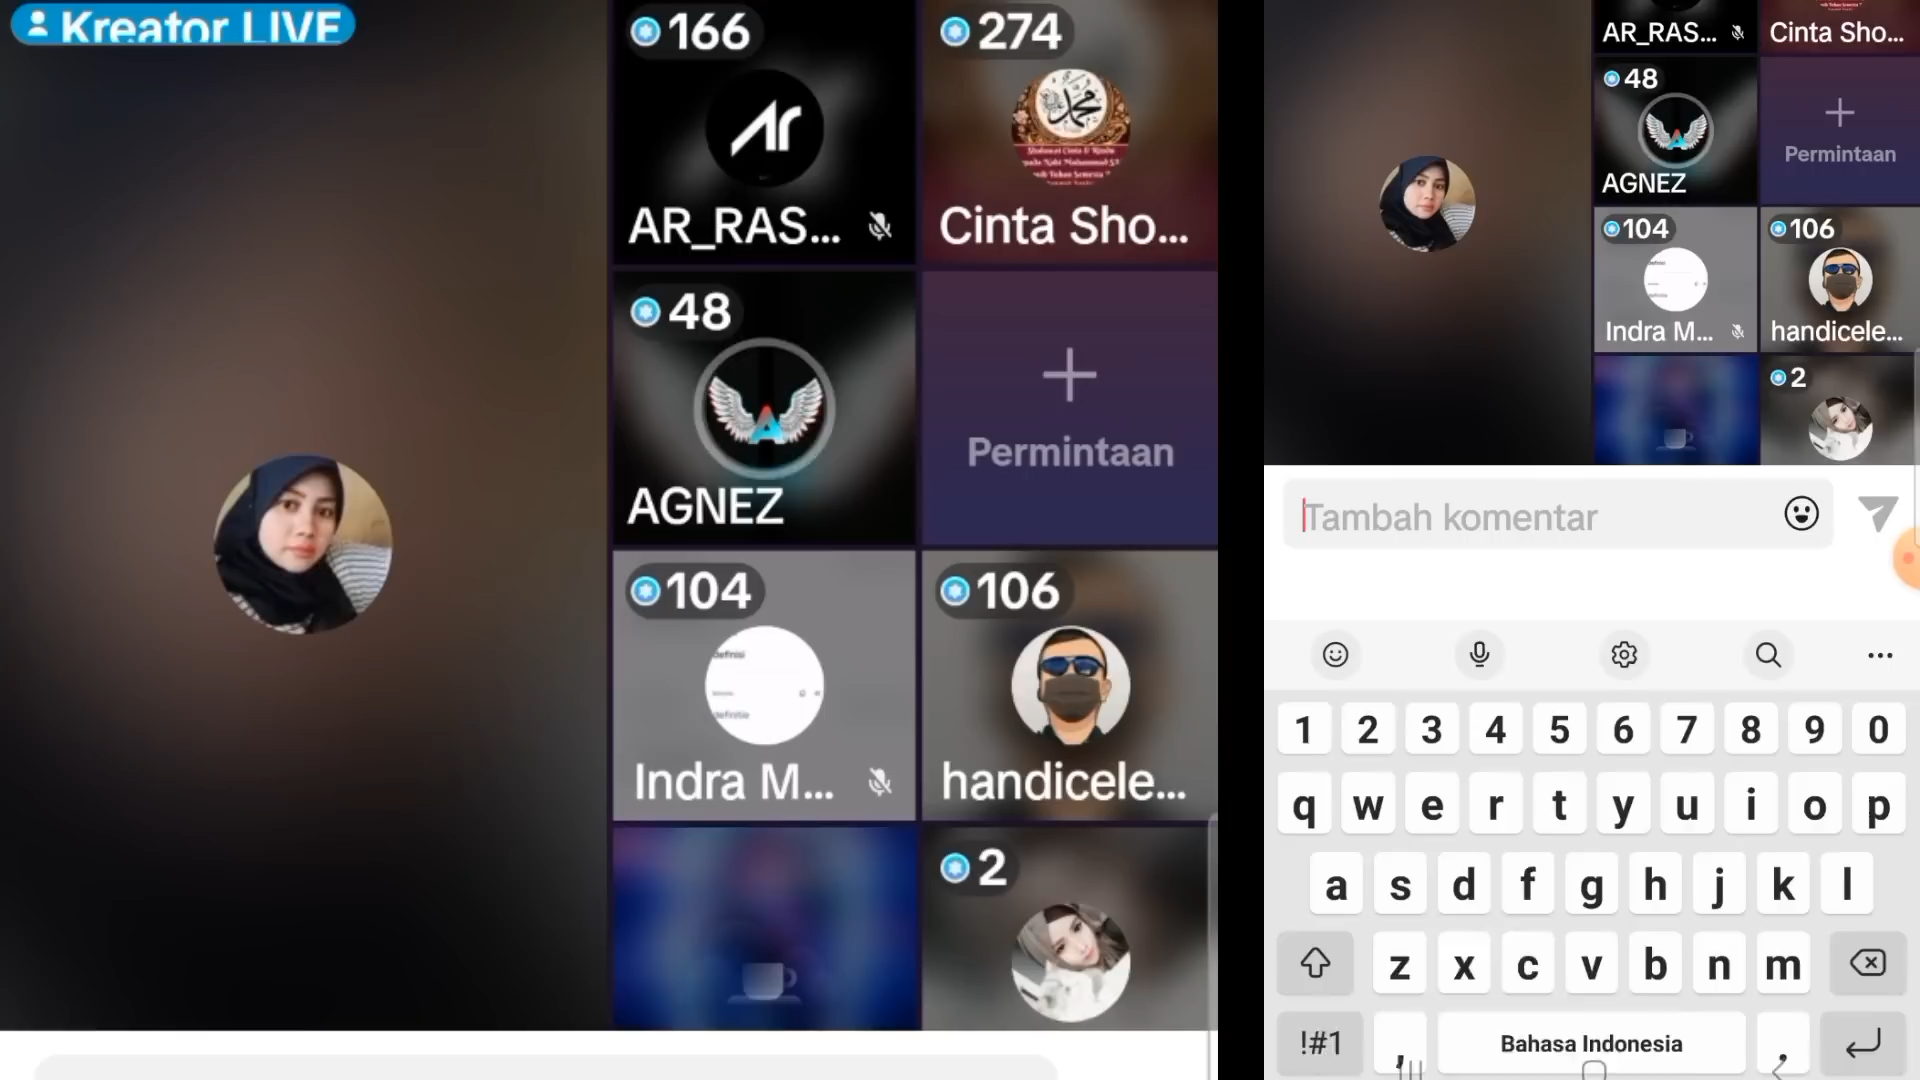 Kreator LIVE
166
AR_RAS...
274
Cinta Sho...
48
AGNEZ
Permintaan
104
definisi
definitie
Indra M...
106
handicele...
2
AR_RAS...
Cinta Sho...
48
AGNEZ
Permintaan
104
Indra M...
106
handicele...
2
Tambah komentar
1 2 3 4 5 6 7 8 9 0
q w e r t y u i o p
a s d f g h j k l
z x c v b n m
!#1 , Bahasa Indonesia .